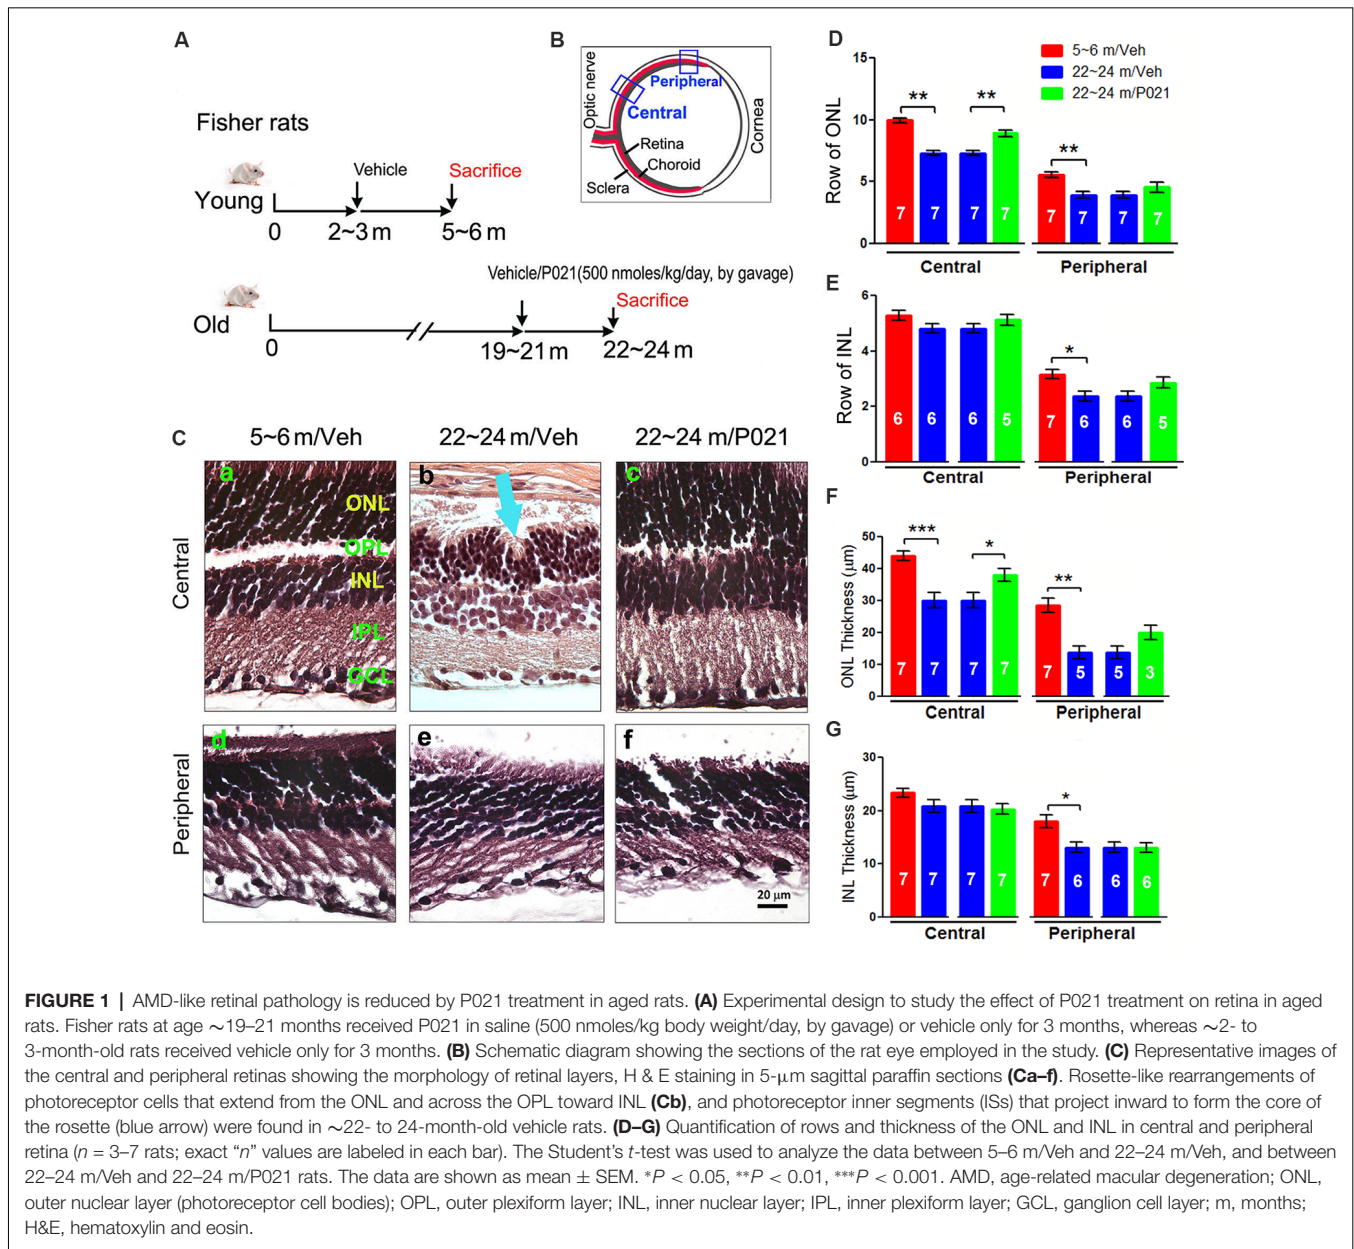 A
Fisher rats
Young
Vehicle
Sacrifice
0
2~3 m
5~6 m
Vehicle/P021(500 nmoles/kg/day, by gavage)
Sacrifice
Old
0
19~21 m
22~24 m
B
Optic nerve
Peripheral
Central
Retina
Choroid
Sclera
Cornea
C
5~6 m/Veh
22~24 m/Veh
22~24 m/P021
Central
a
ONL
OPL
INL
IPL
GCL
b
c
Peripheral
d
e
f
20 μm
D
5~6 m/Veh
22~24 m/Veh
22~24 m/P021
Row of ONL
15
10
5
0
** ** **
7 7 7 7 7 7 7 7
Central Peripheral
E
Row of INL
6
4
2
0
*
6 6 6 5 7 6 6 5
Central Peripheral
F
ONL Thickness (μm)
50
40
30
20
10
0
*** * **
7 7 7 7 7 5 5 3
Central Peripheral
G
INL Thickness (μm)
30
20
10
0
*
7 7 7 7 7 6 6 6
Central Peripheral
FIGURE 1 | AMD-like retinal pathology is reduced by P021 treatment in aged rats. (A) Experimental design to study the effect of P021 treatment on retina in aged
rats. Fisher rats at age ∼19–21 months received P021 in saline (500 nmoles/kg body weight/day, by gavage) or vehicle only for 3 months, whereas ∼2- to
3-month-old rats received vehicle only for 3 months. (B) Schematic diagram showing the sections of the rat eye employed in the study. (C) Representative images of
the central and peripheral retinas showing the morphology of retinal layers, H & E staining in 5-μm sagittal paraffin sections (Ca–f). Rosette-like rearrangements of
photoreceptor cells that extend from the ONL and across the OPL toward INL (Cb), and photoreceptor inner segments (ISs) that project inward to form the core of
the rosette (blue arrow) were found in ∼22- to 24-month-old vehicle rats. (D–G) Quantification of rows and thickness of the ONL and INL in central and peripheral
retina (n = 3–7 rats; exact “n” values are labeled in each bar). The Student’s t-test was used to analyze the data between 5–6 m/Veh and 22–24 m/Veh, and between
22–24 m/Veh and 22–24 m/P021 rats. The data are shown as mean ± SEM. *P < 0.05, **P < 0.01, ***P < 0.001. AMD, age-related macular degeneration; ONL,
outer nuclear layer (photoreceptor cell bodies); OPL, outer plexiform layer; INL, inner nuclear layer; IPL, inner plexiform layer; GCL, ganglion cell layer; m, months;
H&E, hematoxylin and eosin.